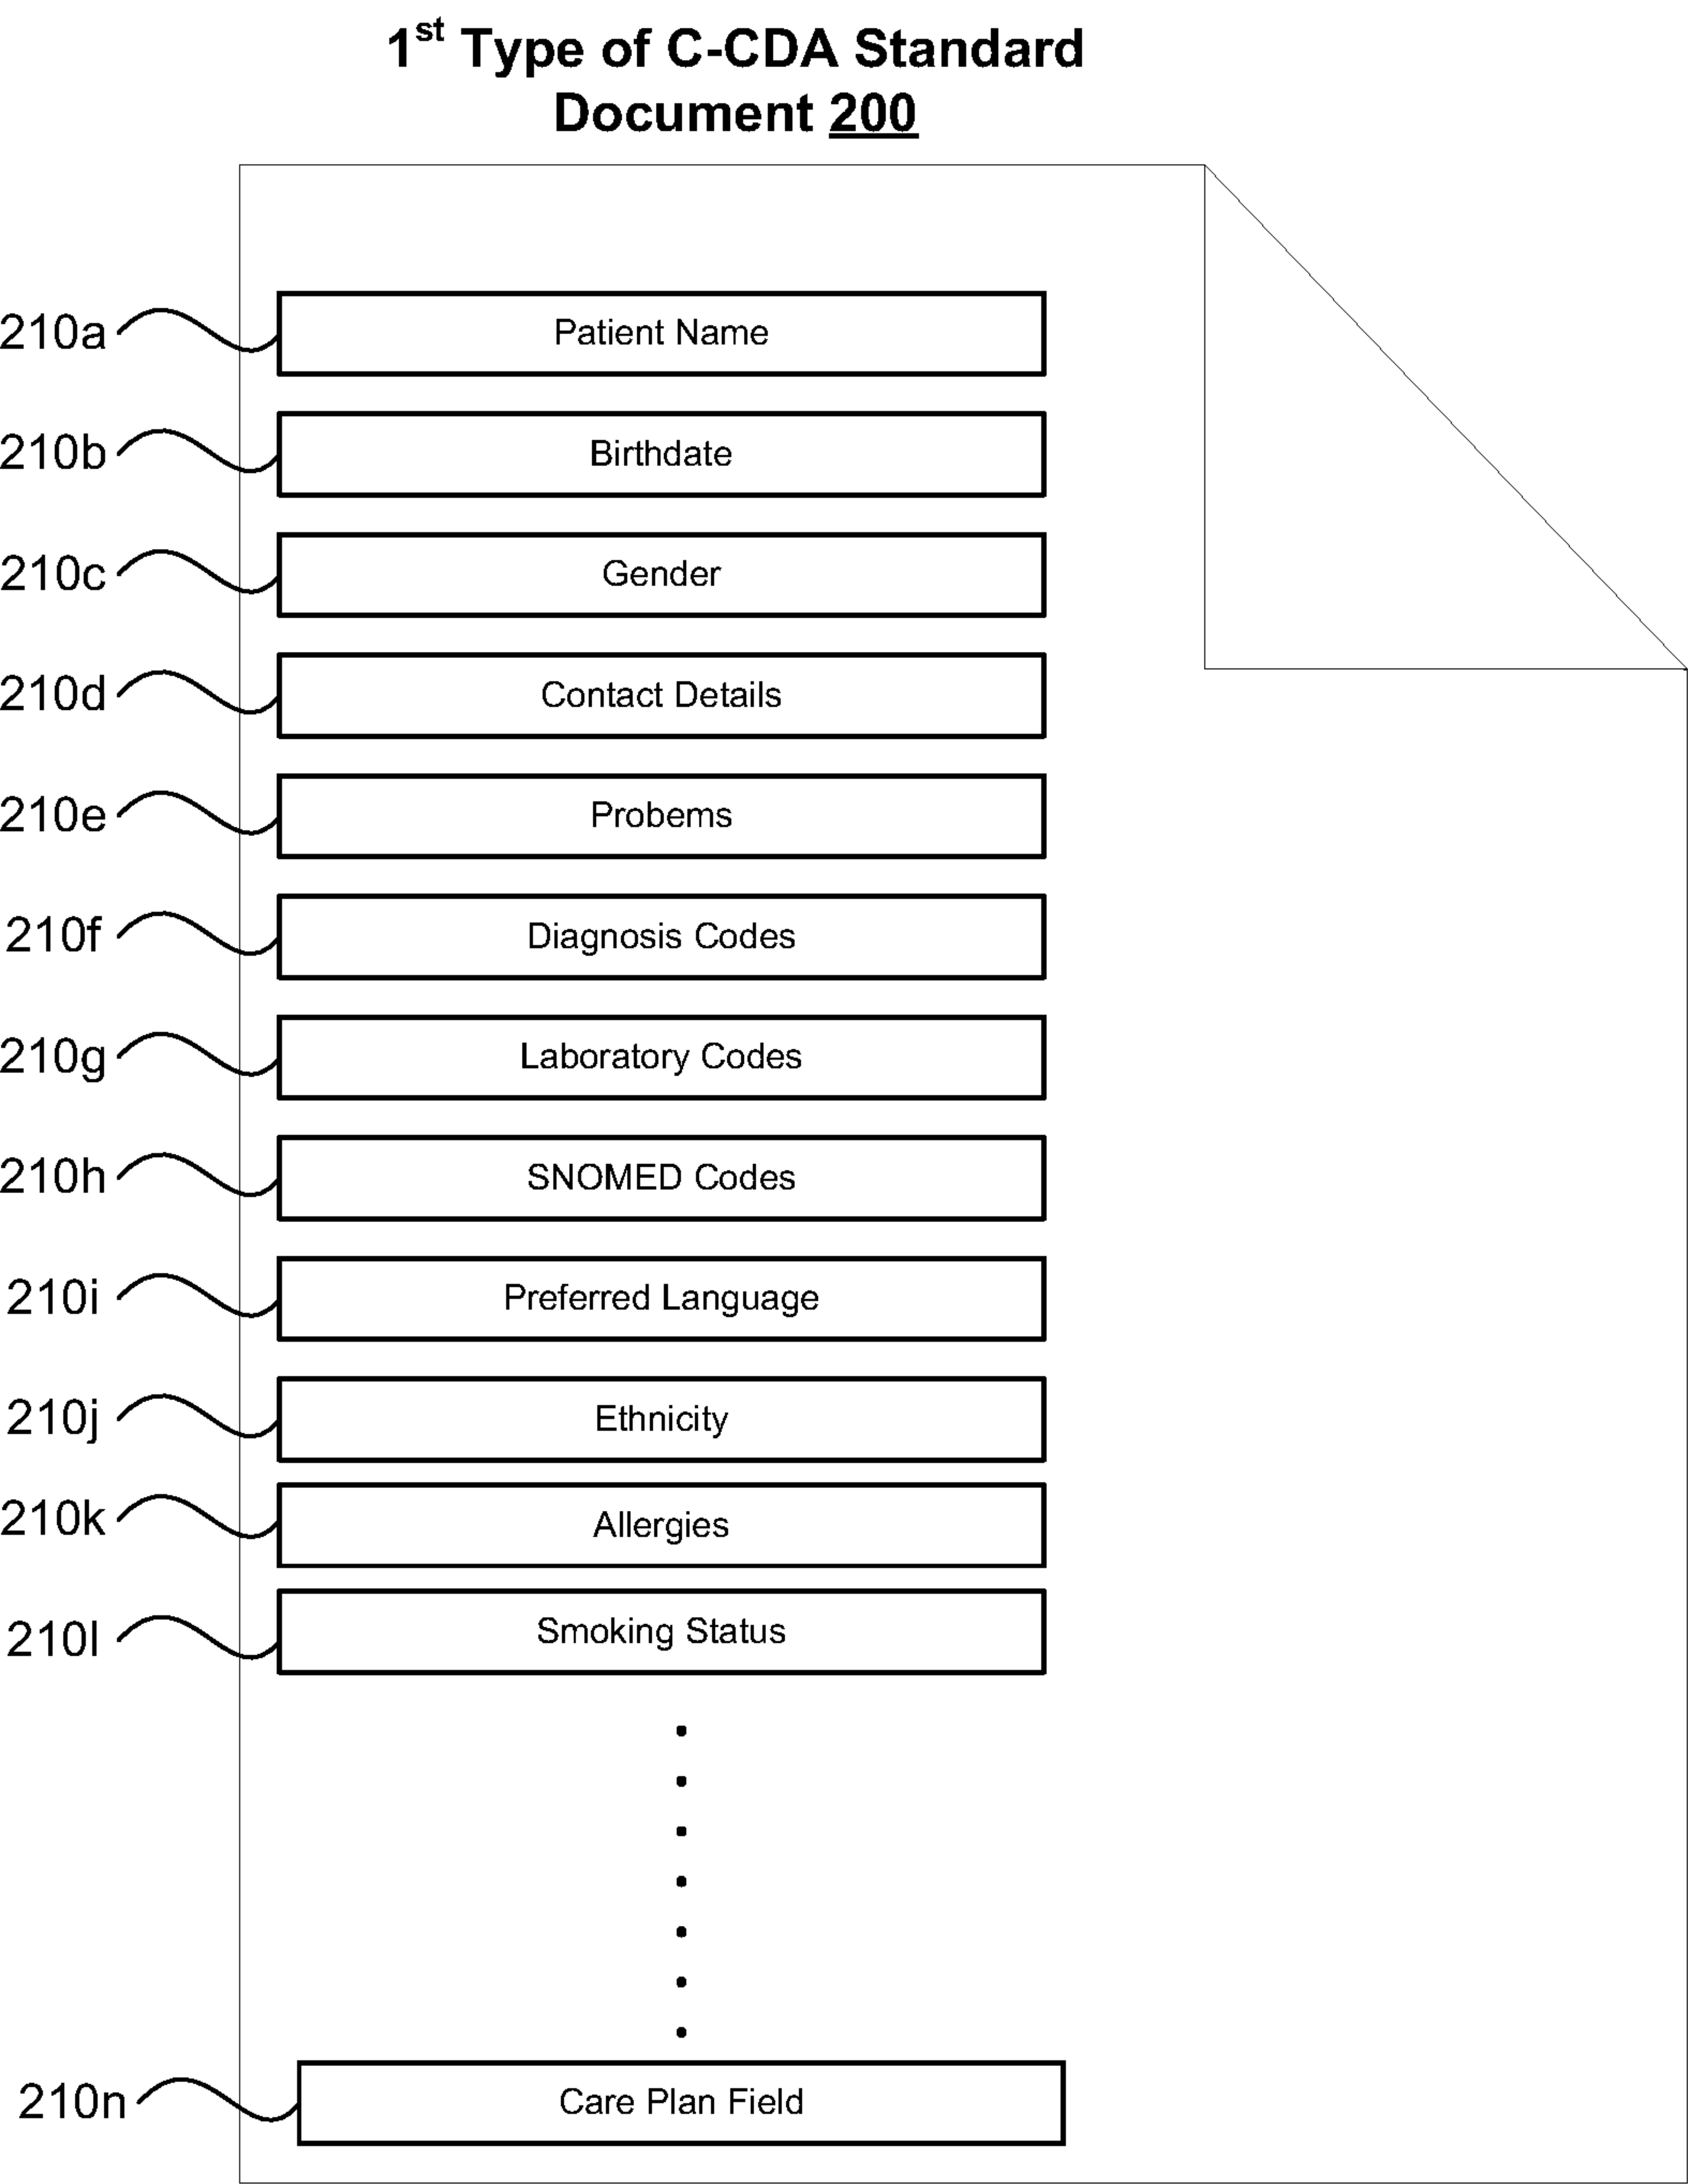 1st Type of C-CDA Standard
Document 200
210a Patient Name
210b Birthdate
210c Gender
210d Contact Details
210e Probems
210f Diagnosis Codes
210g Laboratory Codes
210h SNOMED Codes
210i Preferred Language
210j Ethnicity
210k Allergies
210l Smoking Status
210n Care Plan Field